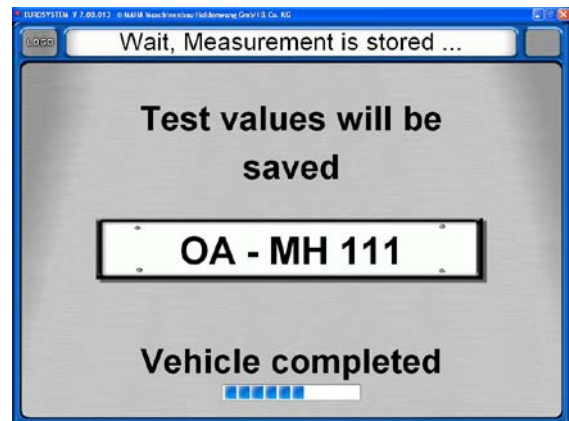 EUROSYSTEM V 7.00.013 © MAHA Maschinenbau Haldenwang GmbH & Co. KG
LOGO
Wait, Measurement is stored ...
Test values will be
saved
OA - MH 111
Vehicle completed